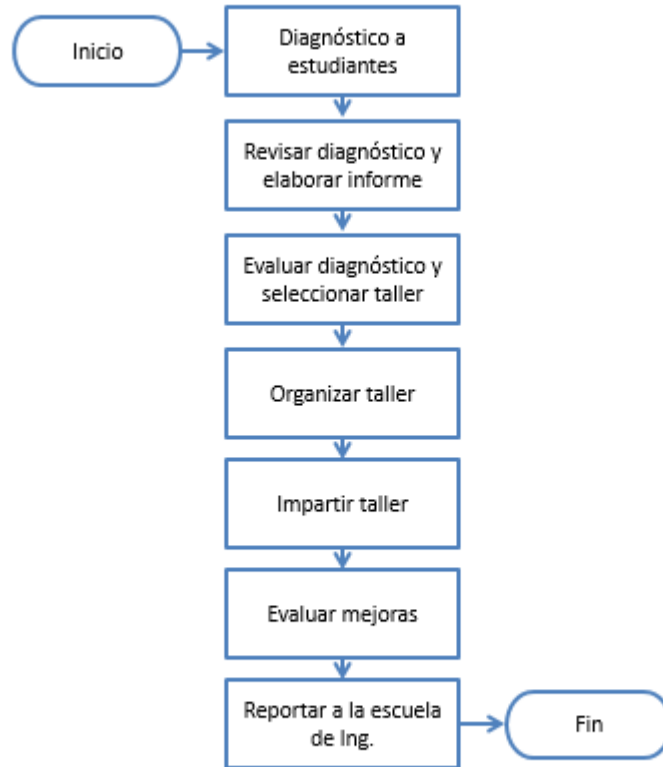 Inicio
Diagnóstico a
estudiantes
Revisar diagnóstico y
elaborar informe
Evaluar diagnóstico y
seleccionar taller
Organizar taller
Impartir taller
Evaluar mejoras
Reportar a la escuela
de Ing.
Fin